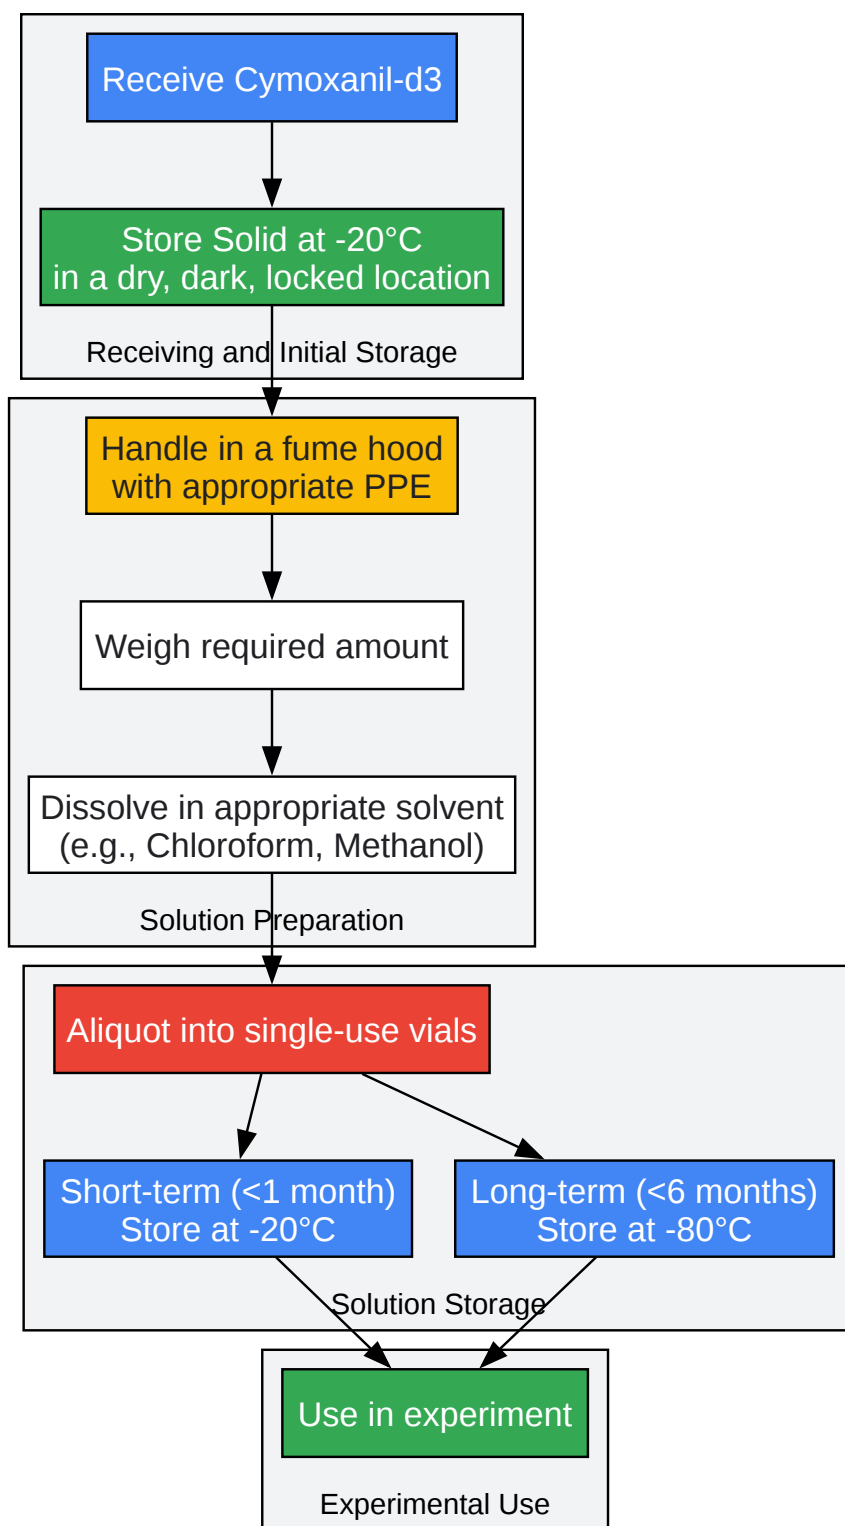 Receive Cymoxanil-d3
Store Solid at -20°C
in a dry, dark, locked location
Receiving and Initial Storage
Handle in a fume hood
with appropriate PPE
Weigh required amount
Dissolve in appropriate solvent
(e.g., Chloroform, Methanol)
Solution Preparation
Aliquot into single-use vials
Short-term (<1 month)
Store at -20°C
Long-term (<6 months)
Store at -80°C
Solution Storage
Use in experiment
Experimental Use